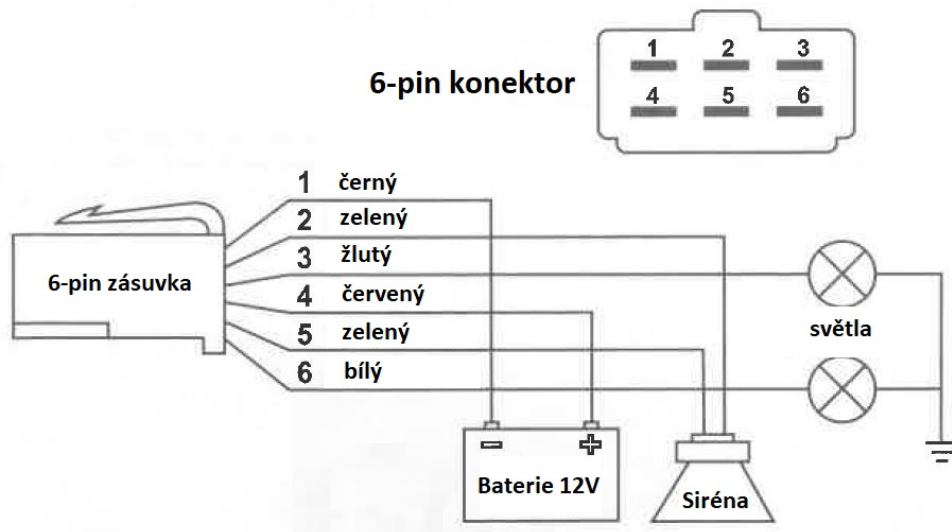 1 2 3
6-pin konektor
4 5 6
1 černý
2 zelený
3 žlutý
6-pin zásuvka
4 červený
světla
5 zelený
6 bílý
Baterie 12V
Siréna